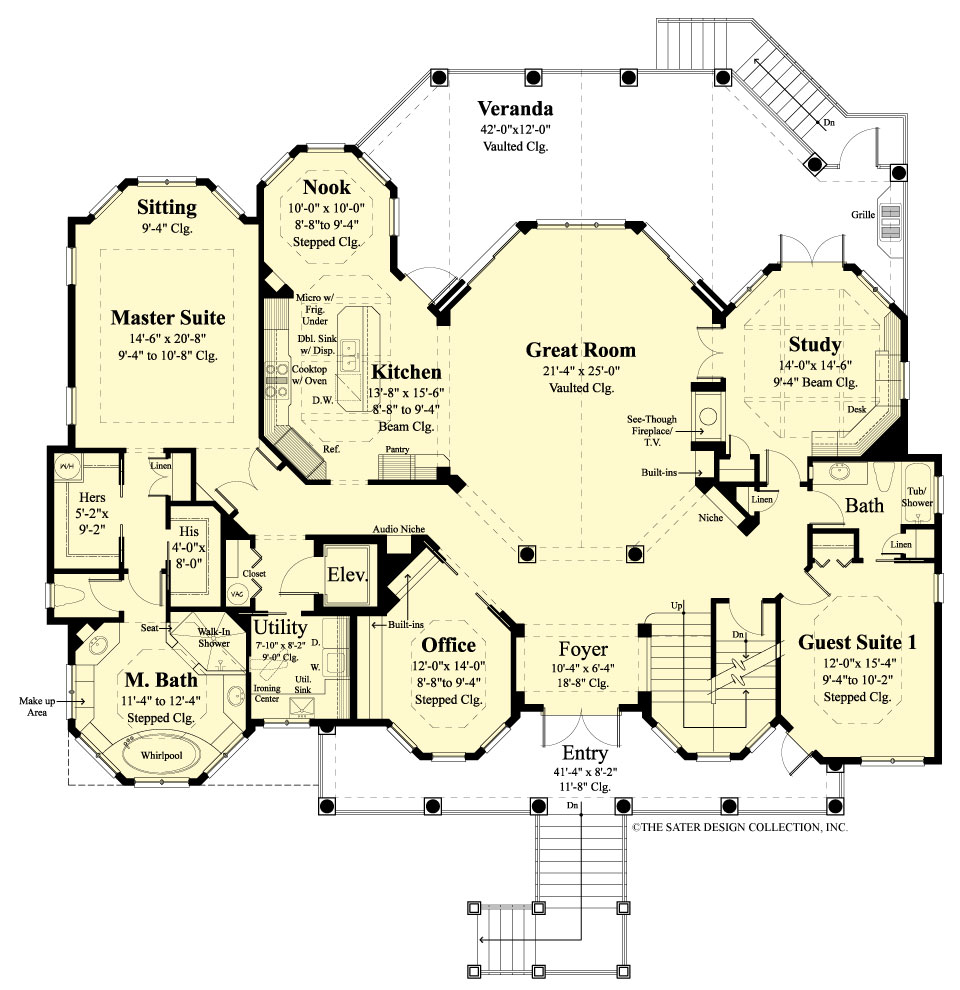 Veranda
42'-0"x12'-0"
Vaulted Clg.
Dn
Grille
Nook
10'-0" x 10'-0"
8'-8"to 9'-4"
Stepped Clg.
Sitting
9'-4" Clg.
Master Suite
14'-6" x 20'-8"
9'-4" to 10'-8" Clg.
Micro w/
Frig.
Under
Dbl. Sink
w/ Disp.
Cooktop
w/ Oven
D.W.
Kitchen
13'-8" x 15'-6"
8'-8" to 9'-4"
Beam Clg.
Ref.
Pantry
Great Room
21'-4" x 25'-0"
Vaulted Clg.
Study
14'-0" x 14'-6"
9'-4" Beam Clg.
Desk
See-Though
Fireplace/
T.V.
Built-ins
Niche
Linen
Bath
Tub/
Shower
Linen
H/M
Linen
Hers
5'-2"x
9'-2"
His
4'-0"x
8'-0"
Closet
VAC
Elev.
Audio Niche
Built-ins
Seat
Walk-In
Shower
Utility
7'-10" x 8'-2"
9'-0" Clg.
D.
W.
Ironing
Center
Util.
Sink
Office
12'-0" x 14'-0"
8'-8"to 9'-4"
Stepped Clg.
Foyer
10'-4" x 6'-4"
18'-8" Clg.
Up
Dn
Guest Suite 1
12'-0"x 15'-4"
9'-4"to 10'-2"
Stepped Clg.
M. Bath
11'-4" to 12'-4"
Stepped Clg.
Make up
Area
Whirlpool
Entry
41'-4" x 8'-2"
11'-8" Clg.
Dn
©THE SATER DESIGN COLLECTION, INC.